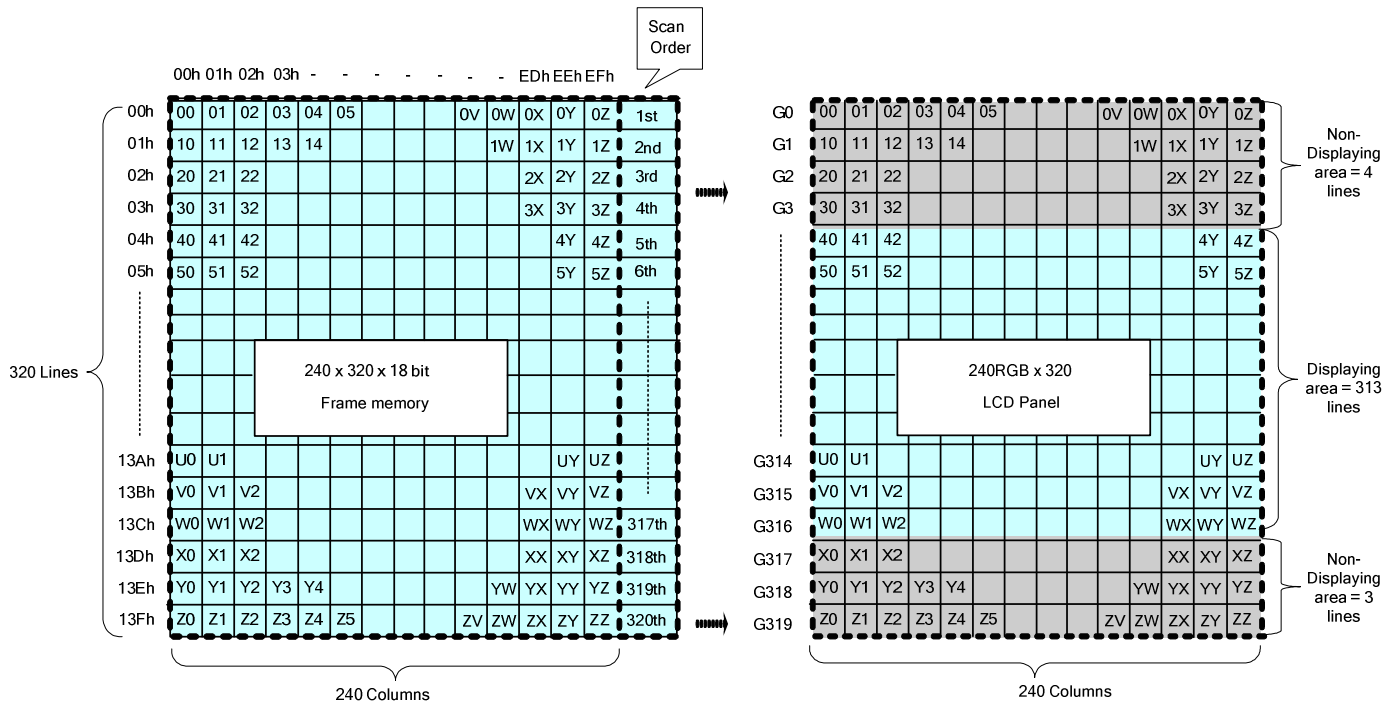 Scan
Order
00h 01h 02h 03h - - - - - - - EDh EEh EFh
00h 00 01 02 03 04 05 0V 0W 0X 0Y 0Z 1st
01h 10 11 12 13 14 1W 1X 1Y 1Z 2nd
02h 20 21 22 2X 2Y 2Z 3rd
03h 30 31 32 3X 3Y 3Z 4th
04h 40 41 42 4Y 4Z 5th
05h 50 51 52 5Y 5Z 6th
320 Lines
240 x 320 x 18 bit
Frame memory
13Ah U0 U1 UY UZ
13Bh V0 V1 V2 VX VY VZ
13Ch W0 W1 W2 WX WY WZ 317th
13Dh X0 X1 X2 XX XY XZ 318th
13Eh Y0 Y1 Y2 Y3 Y4 YW YX YY YZ 319th
13Fh Z0 Z1 Z2 Z3 Z4 Z5 ZV ZW ZX ZY ZZ 320th
240 Columns
G0 00 01 02 03 04 05 0V 0W 0X 0Y 0Z
G1 10 11 12 13 14 1W 1X 1Y 1Z
G2 20 21 22 2X 2Y 2Z
G3 30 31 32 3X 3Y 3Z
40 41 42 4Y 4Z
50 51 52 5Y 5Z
Non-
Displaying
area = 4
lines
240RGB x 320
LCD Panel
Displaying
area = 313
lines
G314 U0 U1 UY UZ
G315 V0 V1 V2 VX VY VZ
G316 W0 W1 W2 WX WY WZ
G317 X0 X1 X2 XX XY XZ
G318 Y0 Y1 Y2 Y3 Y4 YW YX YY YZ
G319 Z0 Z1 Z2 Z3 Z4 Z5 ZV ZW ZX ZY ZZ
Non-
Displaying
area = 3
lines
240 Columns